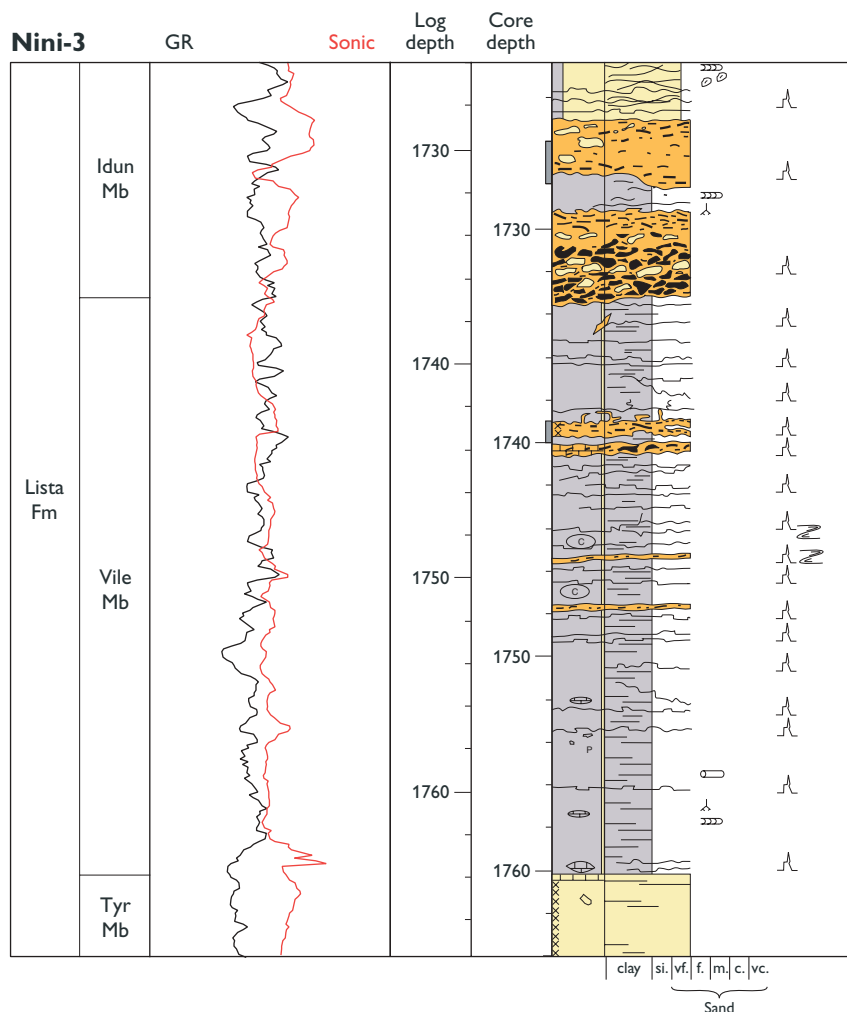 Nini-3
GR
Sonic
Log
depth
Core
depth
Idun
Mb
1730
1730
1740
1740
Lista
Fm
C
Vile
Mb
1750
C
1750
P
1760
1760
Tyr
Mb
clay si. vf. f. m. c. vc.
Sand